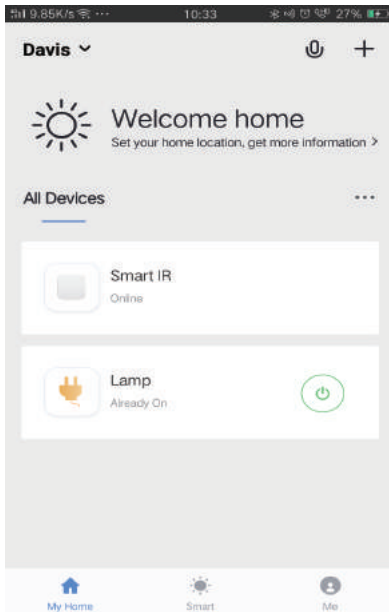 9.85K/s ... 10:33 27%
Davis
Welcome home
Set your home location, get more information >
All Devices
...
Smart IR
Online
Lamp
Already On
My Home Smart Me